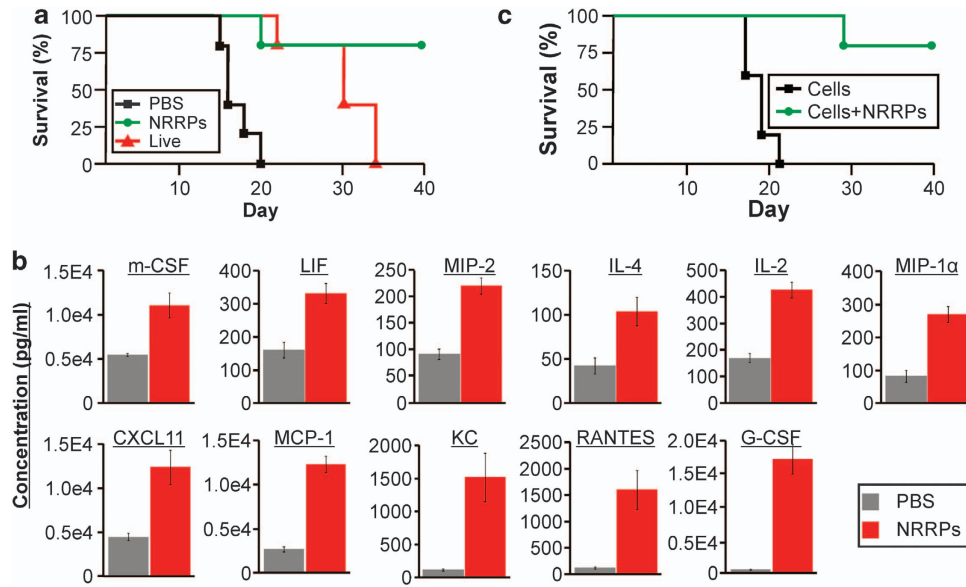 a
Survival (%)
100
75
50
25
0
PBS
NRRPs
Live
10 20 30 40
Day
c
Survival (%)
100
75
50
25
0
Cells
Cells+NRRPs
10 20 30 40
Day
b
Concentration (pg/ml)
m-CSF
1.5E4
1.0E4
0.5E4
0
LIF
400
300
200
100
0
MIP-2
250
200
150
100
50
0
IL-4
150
100
50
0
IL-2
600
500
400
300
200
100
0
MIP-1α
400
300
200
100
0
CXCL11
1.5E4
1.0E4
0.5E4
0
MCP-1
1.5E4
1.0E4
0.5E4
0
KC
2000
1500
1000
500
0
RANTES
2500
2000
1500
1000
500
0
G-CSF
2.0E4
1.5E4
1.0E4
0.5E4
0
PBS
NRRPs